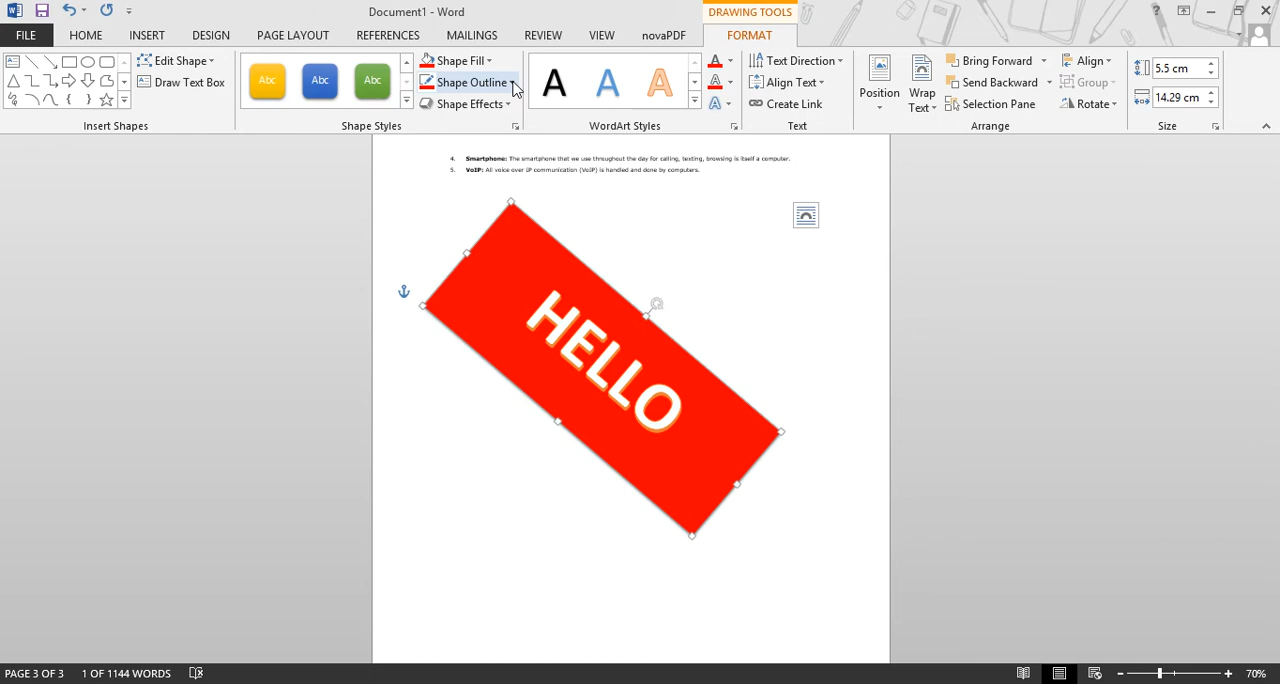 Document1 - Word
DRAWING TOOLS
FILE HOME INSERT DESIGN PAGE LAYOUT REFERENCES MAILINGS REVIEW VIEW novaPDF FORMAT
Edit Shape
Draw Text Box
Insert Shapes
Abc Abc Abc
Shape Fill
Shape Outline
Shape Effects
Shape Styles
A A A
WordArt Styles
Text Direction
Align Text
Create Link
Text
Position
Wrap
Text
Bring Forward
Send Backward
Selection Pane
Align
Group
Rotate
Arrange
5.5 cm
14.29 cm
Size
4. Smartphone: The smartphone that we use throughout the day for calling, texting, browsing is itself a computer.
5. VoIP: All voice over IP communication (VoIP) is handled and done by computers.
HELLO
PAGE 3 OF 3 1 OF 1144 WORDS 70%